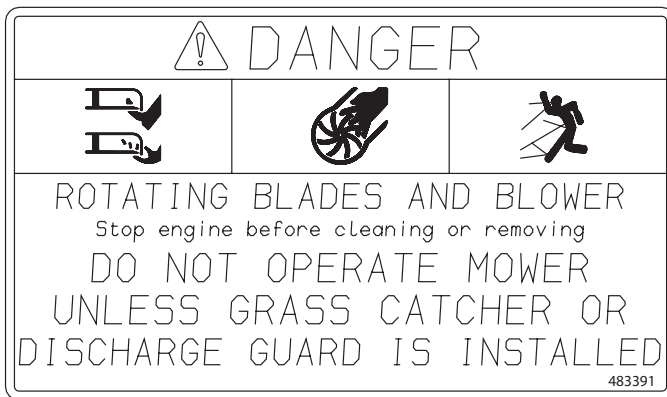 DANGER
ROTATING BLADES AND BLOWER
Stop engine before cleaning or removing
DO NOT OPERATE MOWER
UNLESS GRASS CATCHER OR
DISCHARGE GUARD IS INSTALLED
483391